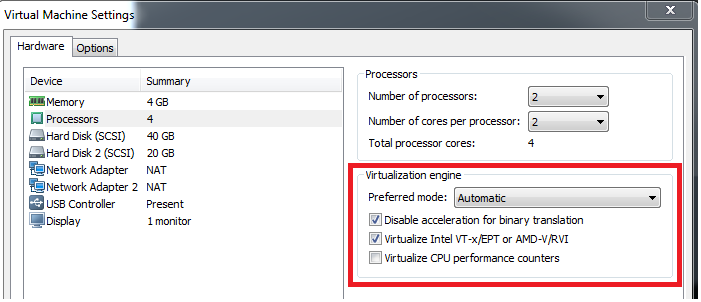 Virtual Machine Settings
X
Hardware Options
Device Summary
Memory 4 GB
Processors 4
Hard Disk (SCSI) 40 GB
Hard Disk 2 (SCSI) 20 GB
Network Adapter NAT
Network Adapter 2 NAT
USB Controller Present
Display 1 monitor
Processors
Number of processors: 2
Number of cores per processor: 2
Total processor cores: 4
Virtualization engine
Preferred mode: Automatic
Disable acceleration for binary translation
Virtualize Intel VT-x/EPT or AMD-V/RVI
Virtualize CPU performance counters